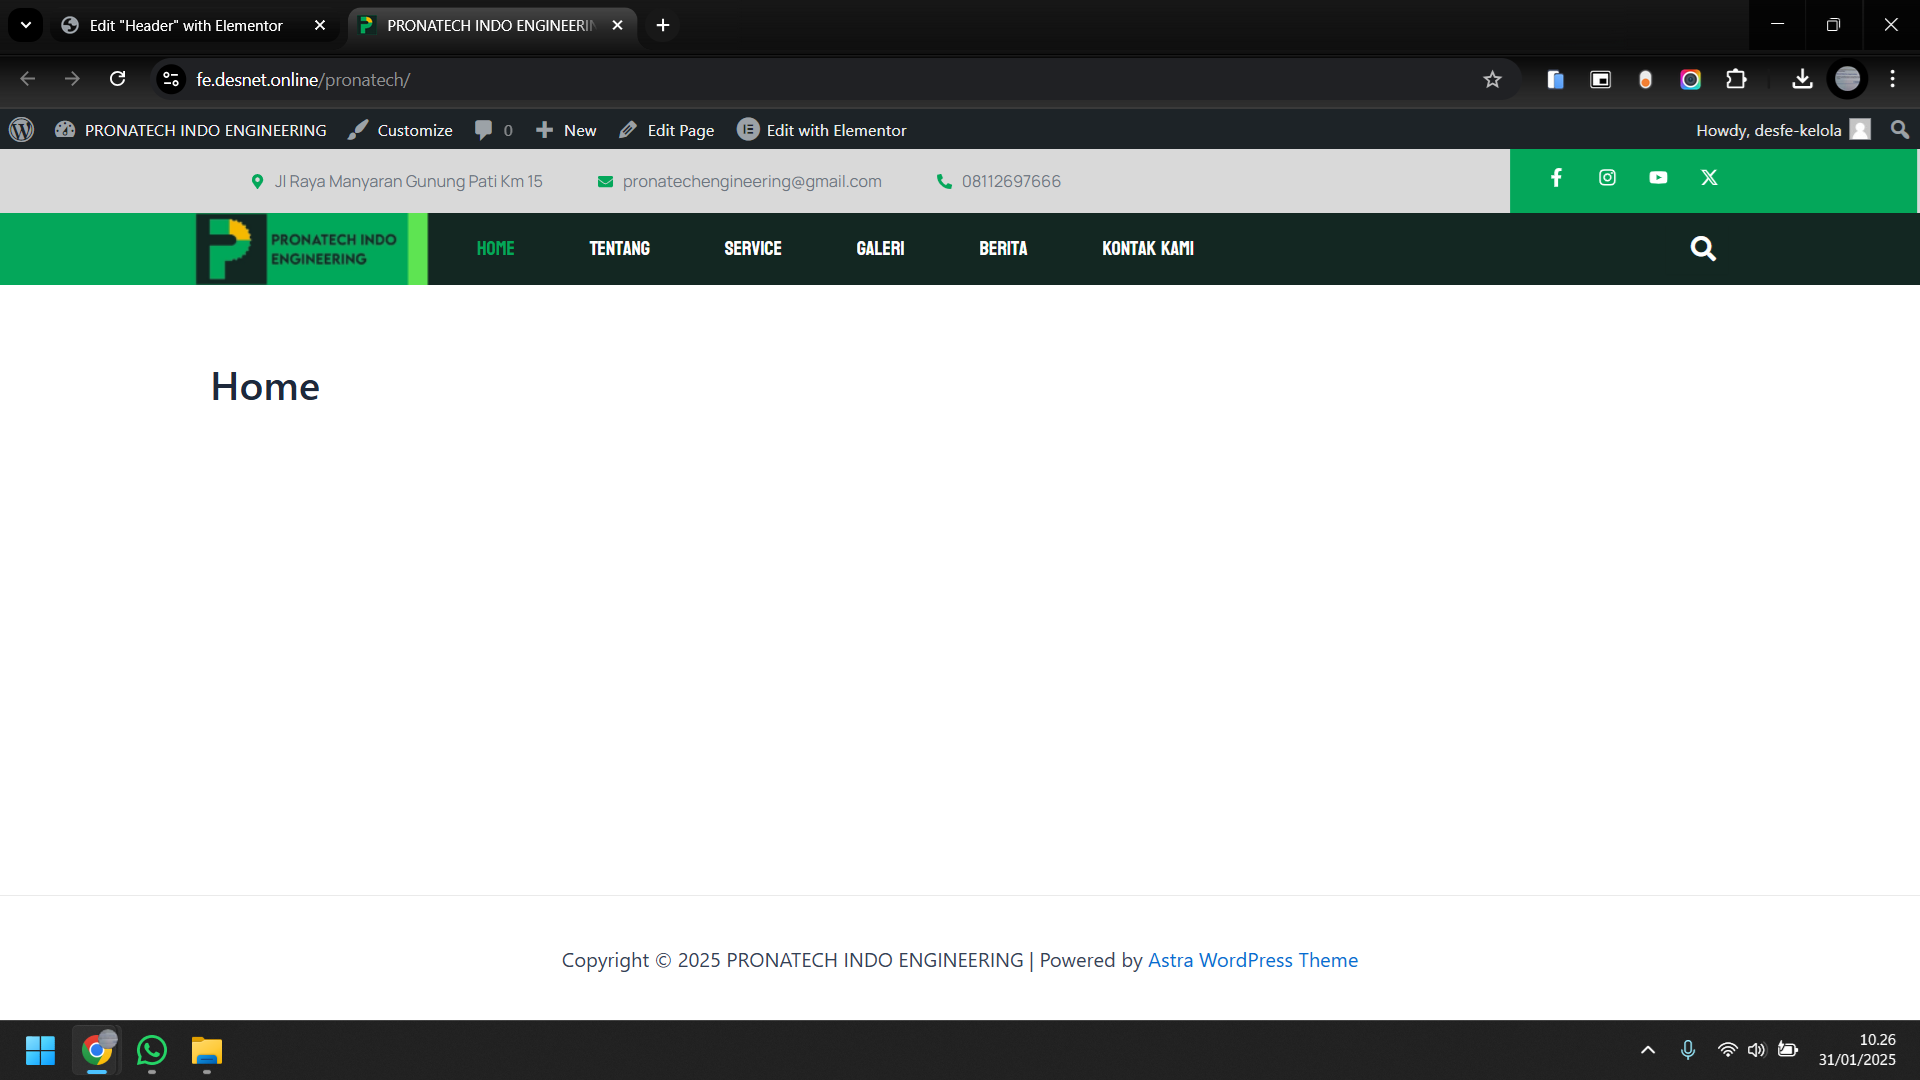 Edit "Header" with Elementor
PRONATECH INDO ENGINEERIN
fe.desnet.online/pronatech/
PRONATECH INDO ENGINEERING
Customize
0
New
Edit Page
Edit with Elementor
Howdy, desfe-kelola
Jl Raya Manyaran Gunung Pati Km 15
pronatechengineering@gmail.com
08112697666
PRONATECH INDO
ENGINEERING
HOME
TENTANG
SERVICE
GALERI
BERITA
KONTAK KAMI
Home
Copyright © 2025 PRONATECH INDO ENGINEERING | Powered by Astra WordPress Theme
10.26
31/01/2025